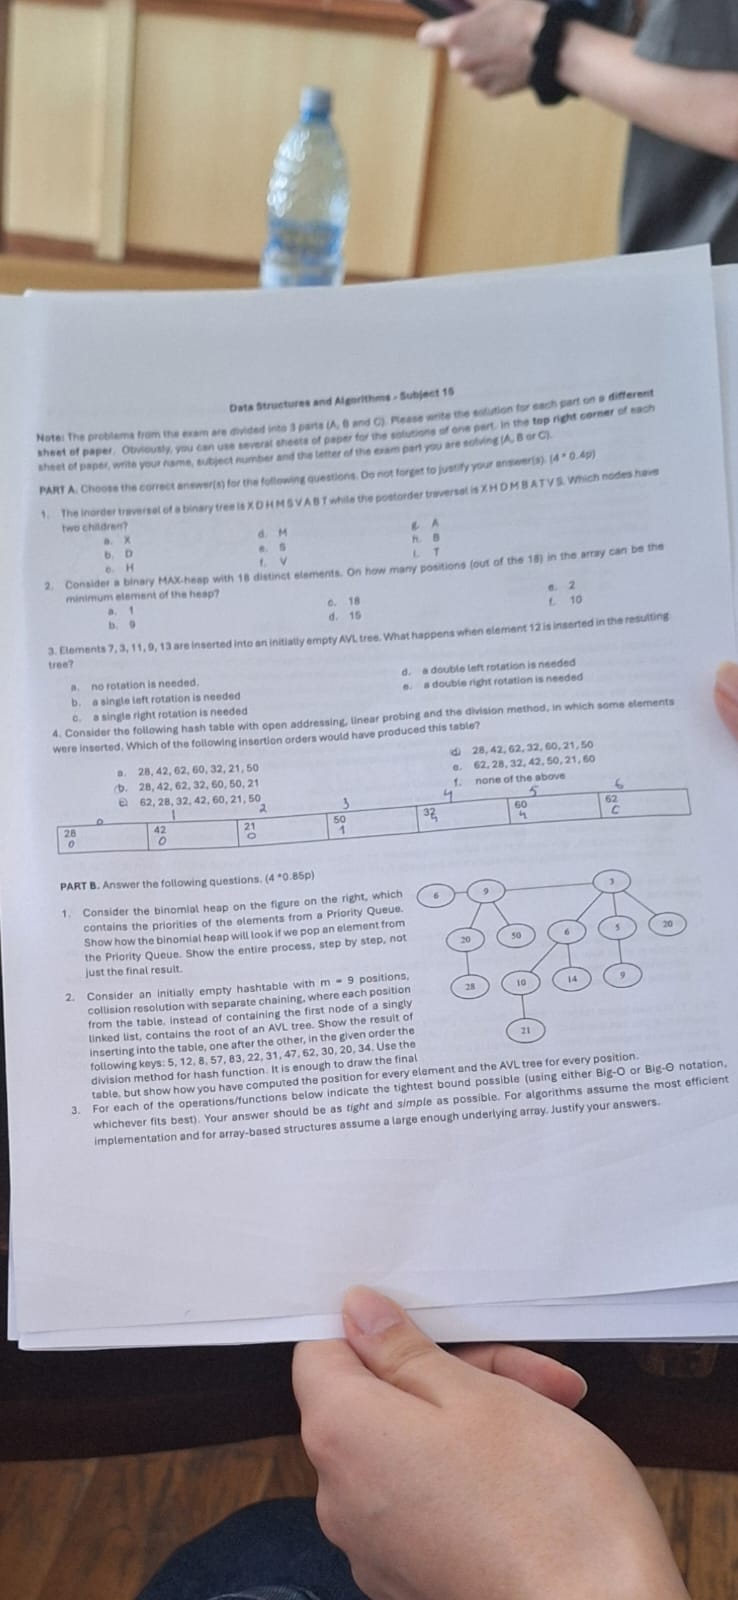 Data Structures and Algorithms - Subject 15
Note: The problems from the exam are divided into 3 parts (A, B and C). Please write the solution for each part on a different
sheet of paper. Obviously, you can use several sheets of paper for the solutions of one part. In the top right corner of each
sheet of paper, write your name, subject number and the letter of the exam part you are solving (A, B or C).
PART A. Choose the correct answer(s) for the following questions. Do not forget to justify your answer(s). (4 * 0.4p)
1. The inorder traversal of a binary tree is X D H M S V A B T while the postorder traversal is X H D M B A T V S. Which nodes have
two children?
a. X
b. D
c. H
d. M
e. S
f. V
g. A
h. B
i. T
2. Consider a binary MAX-heap with 18 distinct elements. On how many positions (out of the 18) in the array can be the
minimum element of the heap?
a. 1
b. 9
c. 18
d. 15
e. 2
f. 10
3. Elements 7, 3, 11, 9, 13 are inserted into an initially empty AVL tree. What happens when element 12 is inserted in the resulting
tree?
a. no rotation is needed.
b. a single left rotation is needed
c. a single right rotation is needed
d. a double left rotation is needed
e. a double right rotation is needed
4. Consider the following hash table with open addressing, linear probing and the division method, in which some elements
were inserted. Which of the following insertion orders would have produced this table?
a. 28, 42, 62, 60, 32, 21, 50
b. 28, 42, 62, 32, 60, 50, 21
c) 62, 28, 32, 42, 60, 21, 50
d) 28, 42, 62, 32, 60, 21, 50
e. 62, 28, 32, 42, 50, 21, 60
f. none of the above
0 1 2 3 4 5 6
28 42 21 50 32 60 62
0 0 0 1 4 4
PART B. Answer the following questions. (4 *0.85p)
1. Consider the binomial heap on the figure on the right, which
contains the priorities of the elements from a Priority Queue.
Show how the binomial heap will look if we pop an element from
the Priority Queue. Show the entire process, step by step, not
just the final result.
6 9 3
20 50 6 5 20
28 10 14 9
21
2. Consider an initially empty hashtable with m = 9 positions,
collision resolution with separate chaining, where each position
from the table, instead of containing the first node of a singly
linked list, contains the root of an AVL tree. Show the result of
inserting into the table, one after the other, in the given order the
following keys: 5, 12, 8, 57, 83, 22, 31, 47, 62, 30, 20, 34. Use the
division method for hash function. It is enough to draw the final
table, but show how you have computed the position for every element and the AVL tree for every position.
3. For each of the operations/functions below indicate the tightest bound possible (using either Big-O or Big-Θ notation,
whichever fits best). Your answer should be as tight and simple as possible. For algorithms assume the most efficient
implementation and for array-based structures assume a large enough underlying array. Justify your answers.